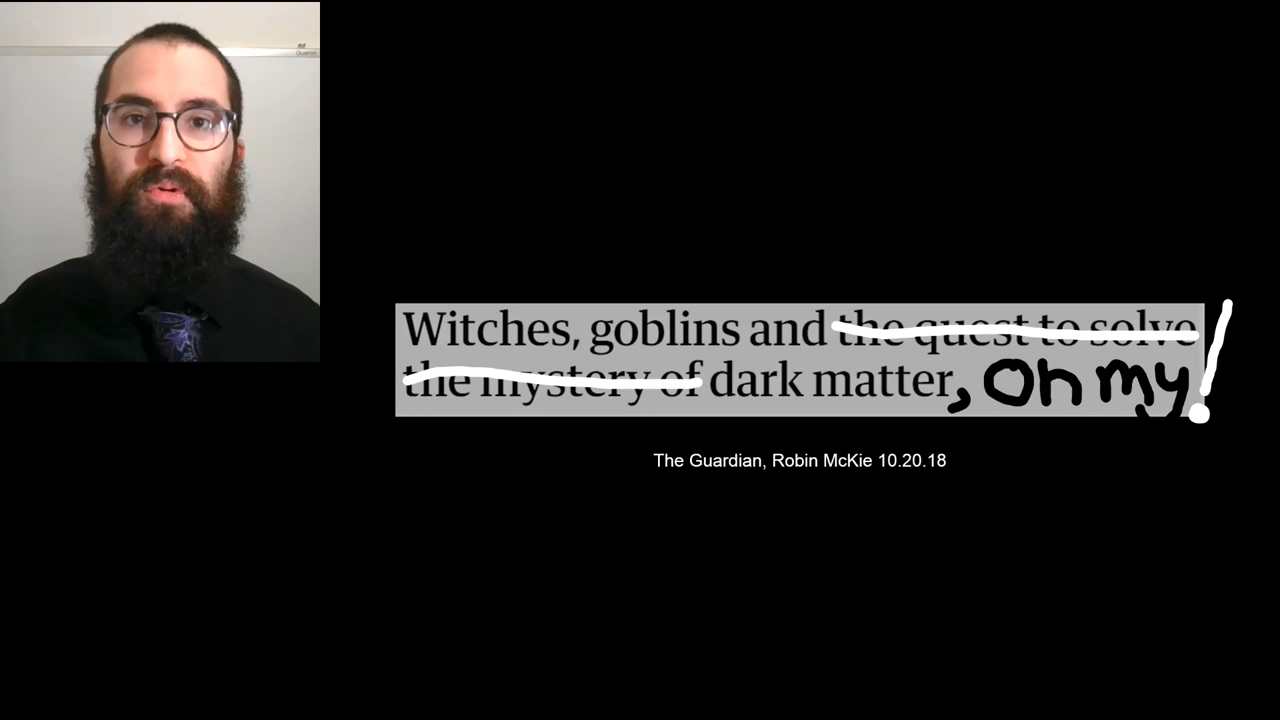 Witches, goblins and the quest to solve
the mystery of dark matter, oh my!
The Guardian, Robin McKie 10.20.18